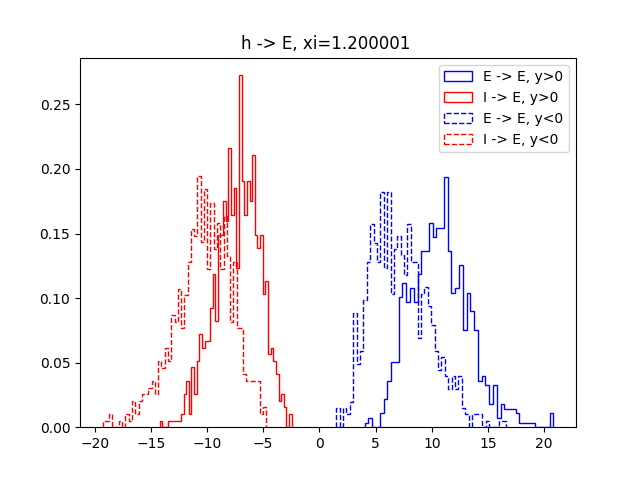 h -> E, xi=1.200001
E -> E, y>0
I -> E, y>0
E -> E, y<0
I -> E, y<0
0.25
0.20
0.15
0.10
0.05
0.00
−20 −15 −10 −5 0 5 10 15 20